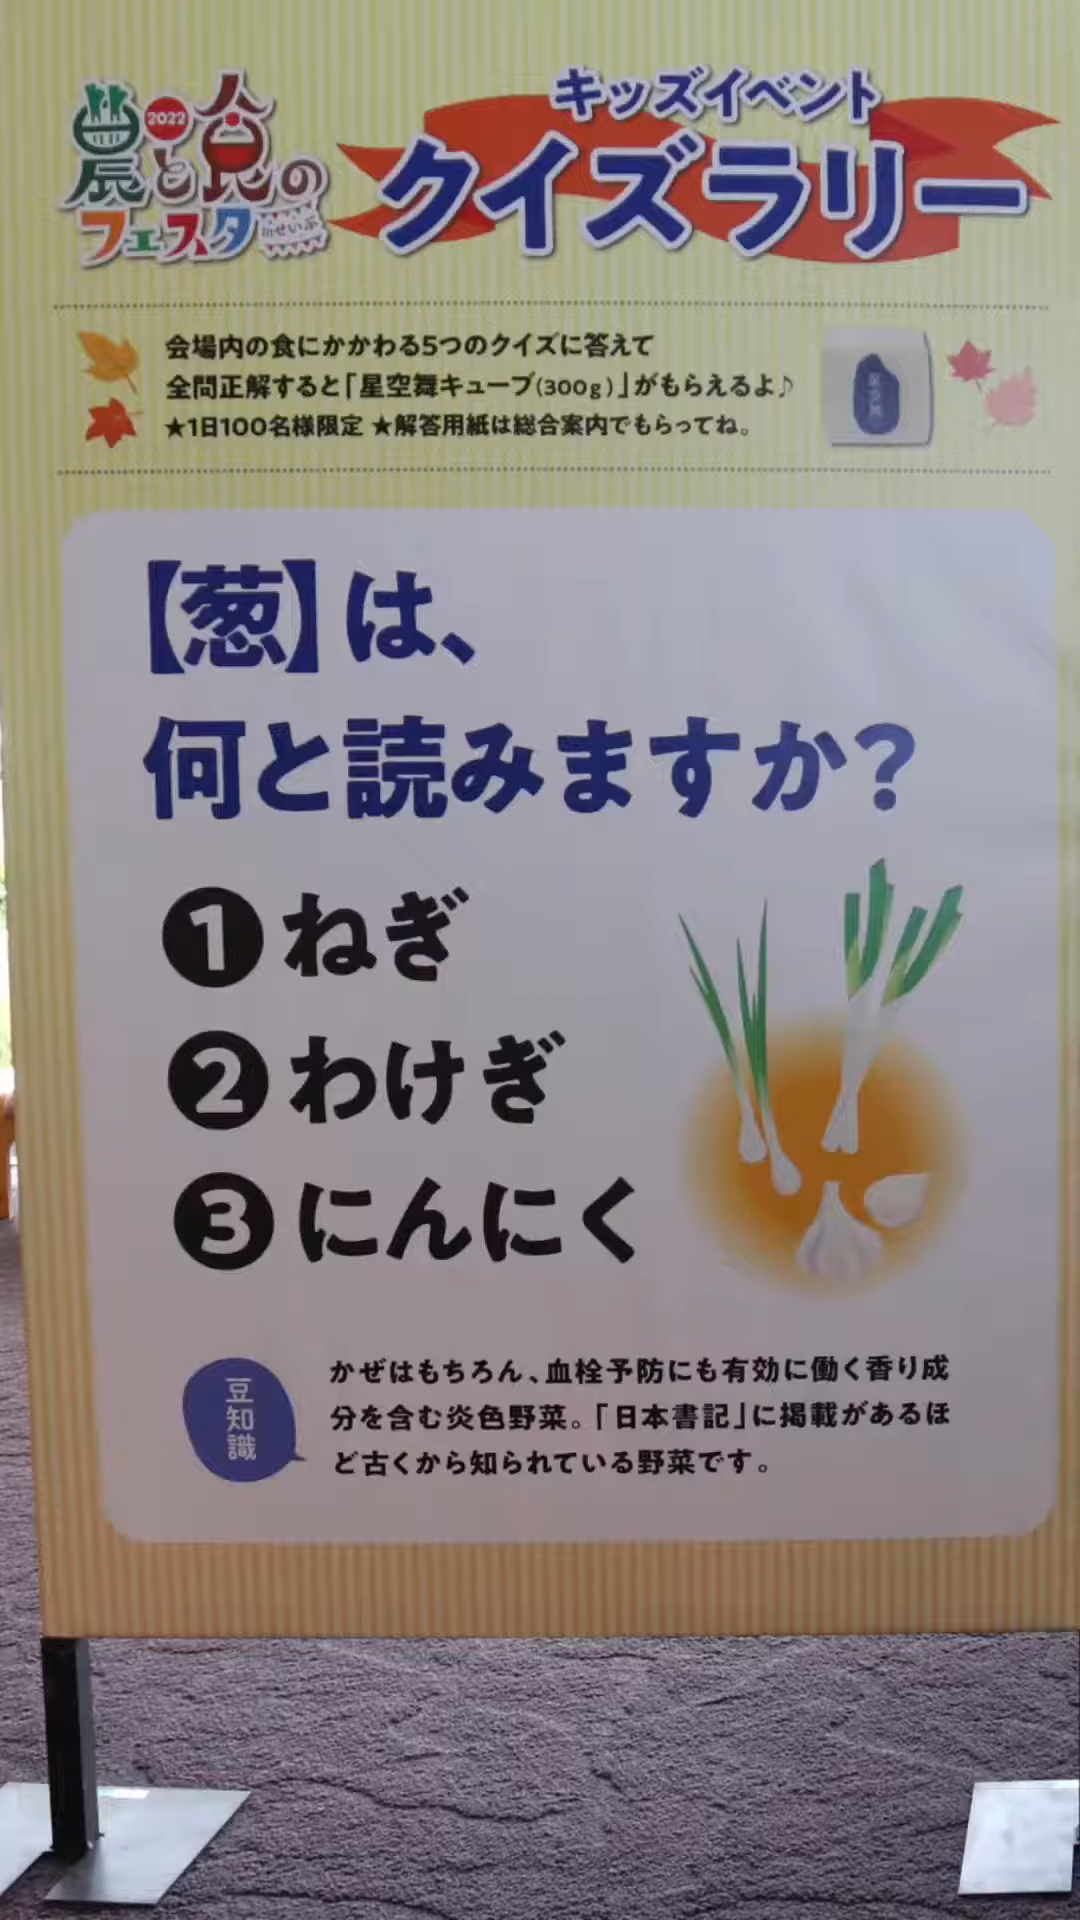 2022
農と食の
フェスタ
inせいぶ
キッズイベント
クイズラリー
会場内の食にかかわる5つのクイズに答えて
全問正解すると「星空舞キューブ(300g)」がもらえるよ♪
★1日100名様限定 ★解答用紙は総合案内でもらってね。
星空舞
【葱】は、
何と読みますか?
❶ねぎ
❷わけぎ
❸にんにく
豆知識
かぜはもちろん、血栓予防にも有効に働く香り成
分を含む炎色野菜。「日本書記」に掲載があるほ
ど古くから知られている野菜です。